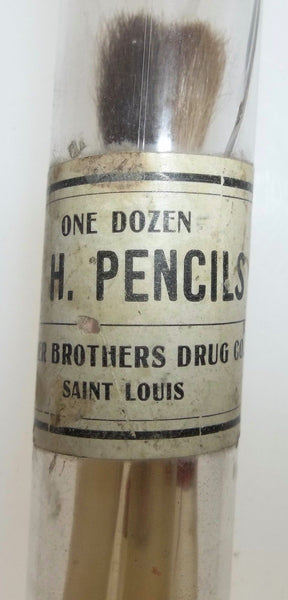 ONE DOZEN
H. PENCILS
BROTHERS DRUG CO.
SAINT LOUIS